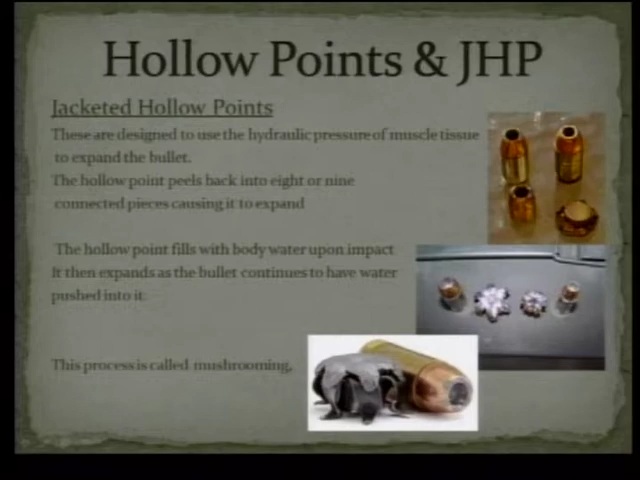 Hollow Points & JHP
Jacketed Hollow Points
These are designed to use the hydraulic pressure of muscle tissue
to expand the bullet.
The hollow point peels back into eight or nine
connected pieces causing it to expand
The hollow point fills with body water upon impact
It then expands as the bullet continues to have water
pushed into it.
This process is called mushrooming.